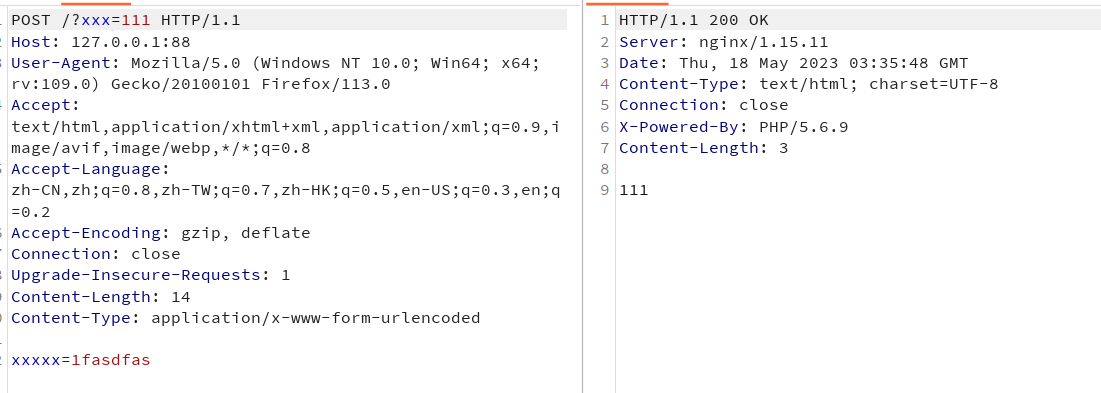 POST /?xxx=111 HTTP/1.1
Host: 127.0.0.1:88
User-Agent: Mozilla/5.0 (Windows NT 10.0; Win64; x64;
rv:109.0) Gecko/20100101 Firefox/113.0
Accept:
text/html,application/xhtml+xml,application/xml;q=0.9,i
mage/avif,image/webp,*/*;q=0.8
Accept-Language:
zh-CN,zh;q=0.8,zh-TW;q=0.7,zh-HK;q=0.5,en-US;q=0.3,en;q
=0.2
Accept-Encoding: gzip, deflate
Connection: close
Upgrade-Insecure-Requests: 1
Content-Length: 14
Content-Type: application/x-www-form-urlencoded
xxxxx=1fasdfas
1 HTTP/1.1 200 OK
2 Server: nginx/1.15.11
3 Date: Thu, 18 May 2023 03:35:48 GMT
4 Content-Type: text/html; charset=UTF-8
5 Connection: close
6 X-Powered-By: PHP/5.6.9
7 Content-Length: 3
8
9 111